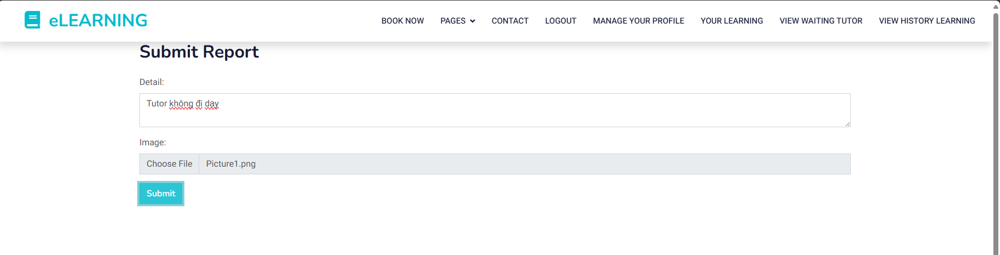 eLEARNING
BOOK NOW PAGES CONTACT LOGOUT MANAGE YOUR PROFILE YOUR LEARNING VIEW WAITING TUTOR VIEW HISTORY LEARNING
Submit Report
Detail:
Tutor không đi day
Image:
Choose File Picture1.png
Submit